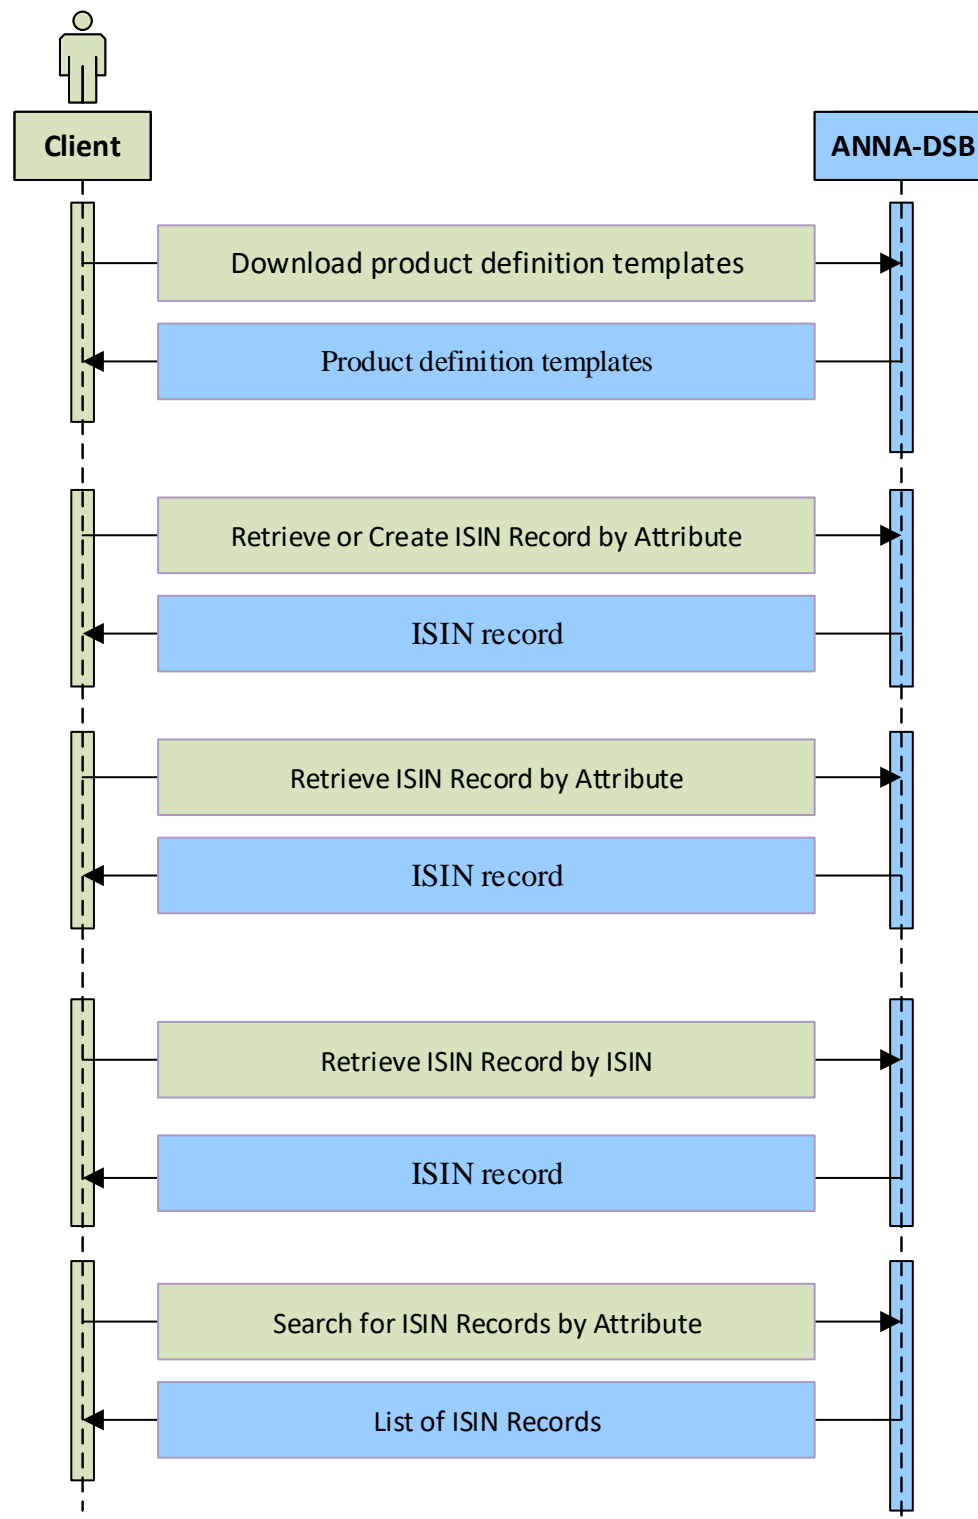 Client
ANNA-DSB
Download product definition templates
Product definition templates
Retrieve or Create ISIN Record by Attribute
ISIN record
Retrieve ISIN Record by Attribute
ISIN record
Retrieve ISIN Record by ISIN
ISIN record
Search for ISIN Records by Attribute
List of ISIN Records